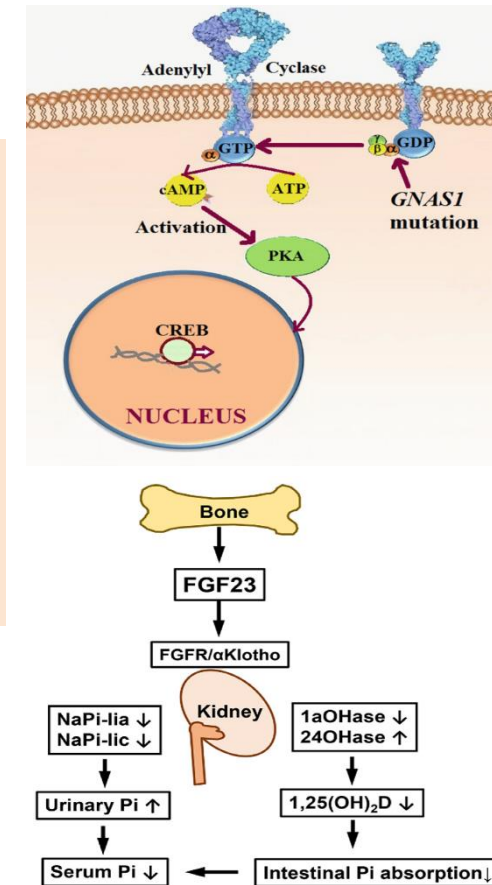 Adenylyl Cyclase
γ
β α GDP
α GTP
cAMP ATP
GNAS1
mutation
Activation
PKA
CREB
NUCLEUS
Bone
FGF23
FGFR/αKlotho
Kidney
NaPi-Iia ↓
NaPi-Iic ↓
1aOHase ↓
24OHase ↑
Urinary Pi ↑
1,25(OH)₂D ↓
Serum Pi ↓
Intestinal Pi absorption↓